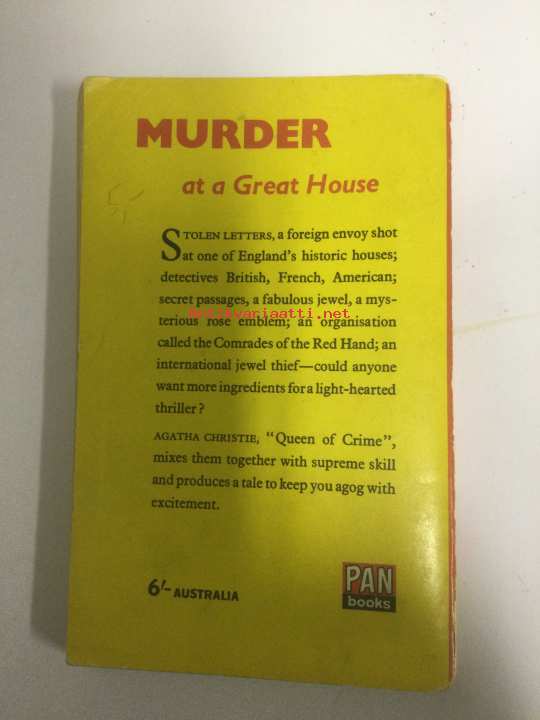 MURDER
at a Great House
STOLEN LETTERS, a foreign envoy shot
at one of England's historic houses;
detectives British, French, American;
secret passages, a fabulous jewel, a mys-
antikvariaatti.net
terious rose emblem; an organisation
called the Comrades of the Red Hand; an
international jewel thief—could anyone
want more ingredients for a light-hearted
thriller?
AGATHA CHRISTIE, "Queen of Crime",
mixes them together with supreme skill
and produces a tale to keep you agog with
excitement.
6/- AUSTRALIA
PAN
books